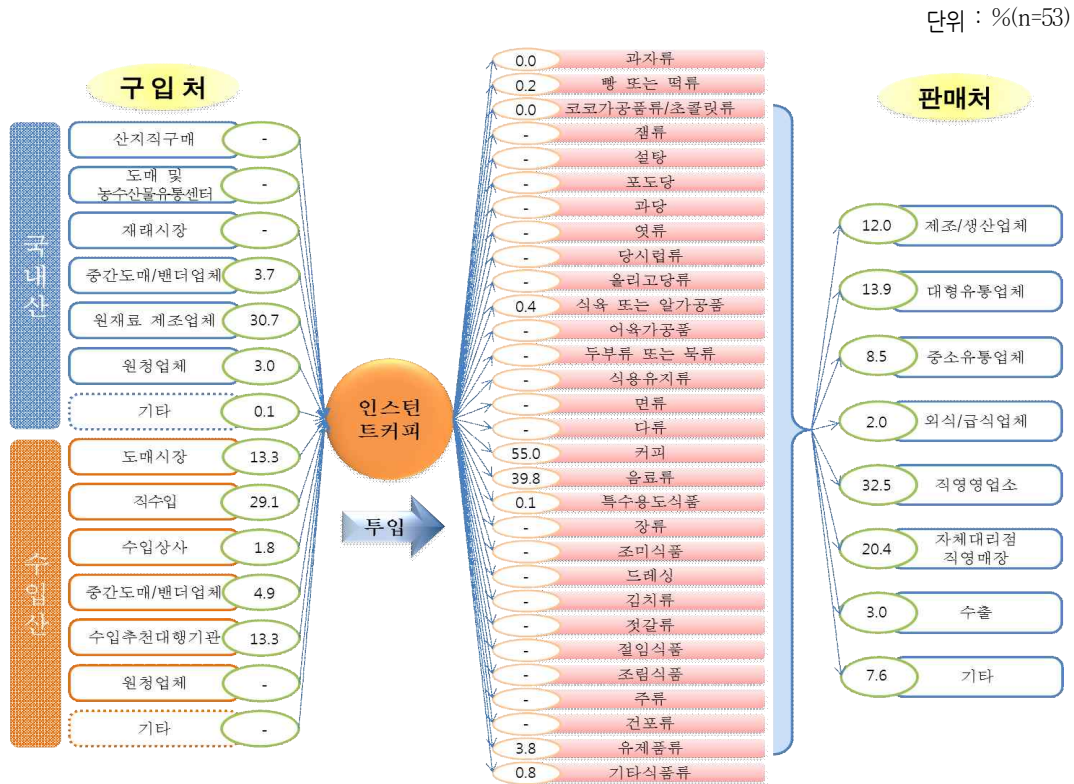 단위 : %(n=53)
구입처
국내산
산지직구매 -
도매 및
농수산물유통센터 -
재래시장 -
중간도매/밴더업체 3.7
원재료 제조업체 30.7
원청업체 3.0
기타 0.1
수입산
도매시장 13.3
직수입 29.1
수입상사 1.8
중간도매/밴더업체 4.9
수입추천대행기관 13.3
원청업체 -
기타 -
인스턴
트커피
투입
0.0 과자류
0.2 빵 또는 떡류
0.0 코코가공품류/초콜릿류
- 잼류
- 설탕
- 포도당
- 과당
- 엿류
- 당시럽류
- 올리고당류
0.4 식육 또는 알가공품
- 어육가공품
- 두부류 또는 묵류
- 식용유지류
- 면류
- 다류
55.0 커피
39.8 음료류
0.1 특수용도식품
- 장류
- 조미식품
- 드레싱
- 김치류
- 젓갈류
- 절임식품
- 조림식품
- 주류
- 건포류
3.8 유제품류
0.8 기타식품류
판매처
12.0 제조/생산업체
13.9 대형유통업체
8.5 중소유통업체
2.0 외식/급식업체
32.5 직영영업소
20.4 자체대리점
직영매장
3.0 수출
7.6 기타